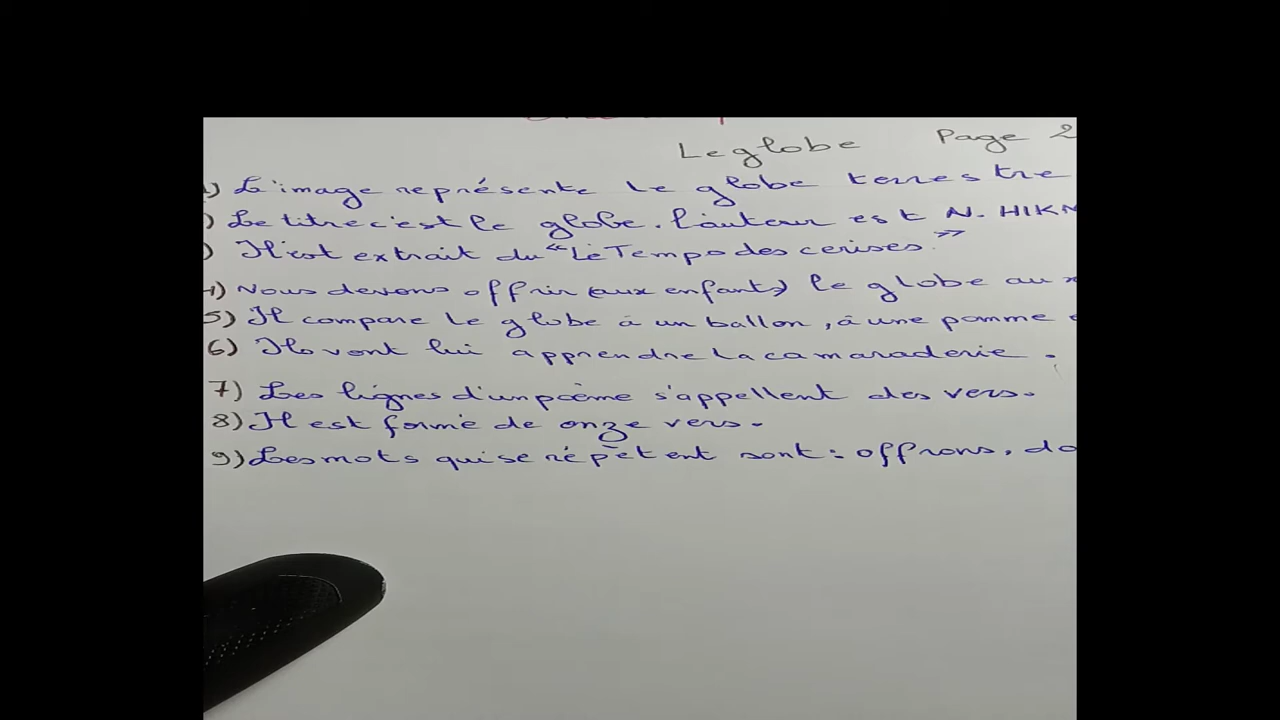 Le globe Page 2
1) L'image représente le globe terrestre
) Le titre c'est le globe. l'auteur est N. HIKM
) Il est extrait du "Le Temps des cerises"
4) Nous devons offrir (aux enfants) le globe au
5) Il compare le globe à un ballon, à une pomme
6) Ils vont lui apprendre la camaraderie.
7) Les lignes d'un poème s'appellent des vers.
8) Il est formé de onze vers.
9) Les mots qui se répètent sont : offrons, do